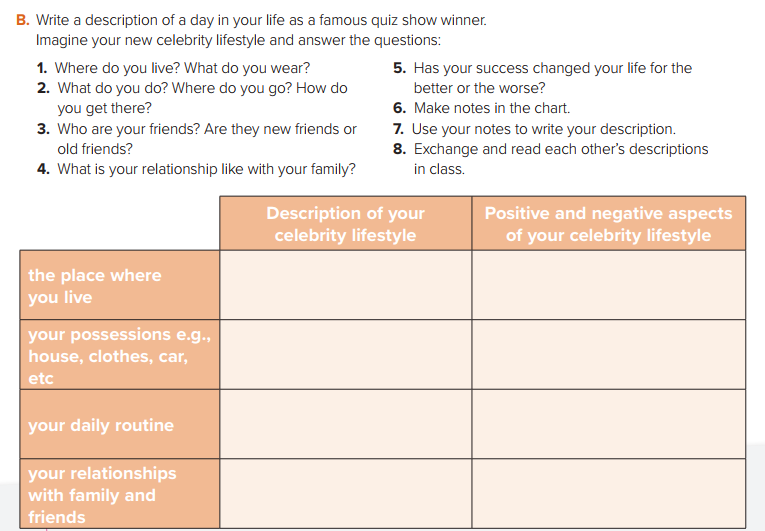 B. Write a description of a day in your life as a famous quiz show winner.
Imagine your new celebrity lifestyle and answer the questions:
1. Where do you live? What do you wear?
2. What do you do? Where do you go? How do
you get there?
3. Who are your friends? Are they new friends or
old friends?
4. What is your relationship like with your family?
5. Has your success changed your life for the
better or the worse?
6. Make notes in the chart.
7. Use your notes to write your description.
8. Exchange and read each other's descriptions
in class.
Description of your
celebrity lifestyle
Positive and negative aspects
of your celebrity lifestyle
the place where
you live
your possessions e.g.,
house, clothes, car,
etc
your daily routine
your relationships
with family and
friends